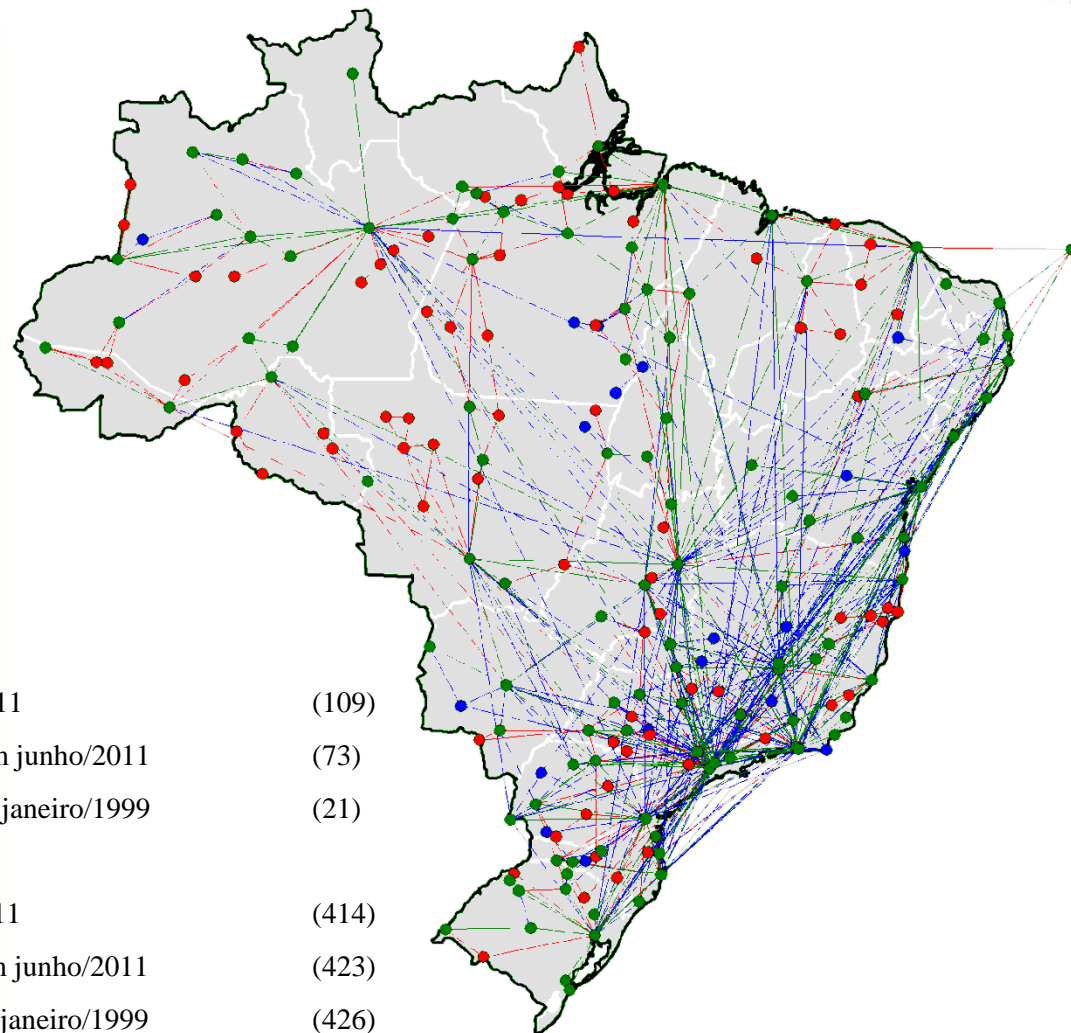 11 (109)
m junho/2011 (73)
janeiro/1999 (21)
11 (414)
m junho/2011 (423)
janeiro/1999 (426)